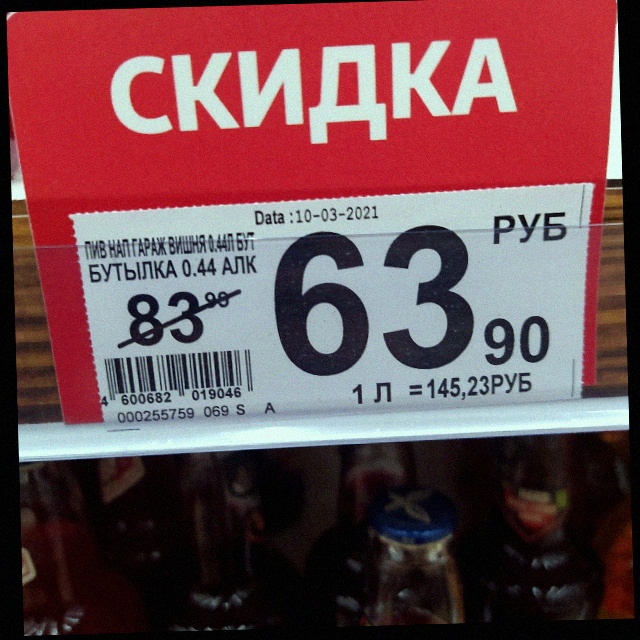 СКИДКА
Data :10-03-2021
ПИВ НАП ГАРАЖ ВИШНЯ 0.44Л БУТ
БУТЫЛКА 0.44 АЛК
83 99
63 90
РУБ
1 Л =145,23РУБ
4 600682 019046
000255759 069 S A